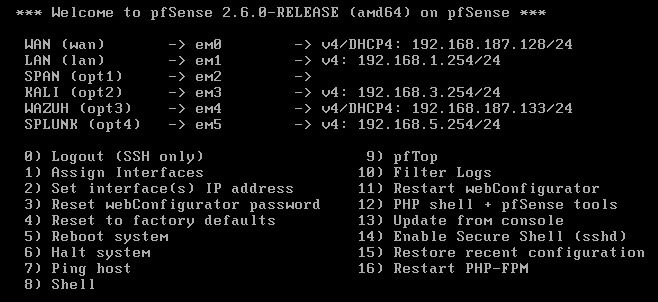 *** Welcome to pfSense 2.6.0-RELEASE (amd64) on pfSense ***
WAN (wan) -> em0 -> v4/DHCP4: 192.168.187.128/24
LAN (lan) -> em1 -> v4: 192.168.1.254/24
SPAN (opt1) -> em2 ->
KALI (opt2) -> em3 -> v4: 192.168.3.254/24
WAZUH (opt3) -> em4 -> v4/DHCP4: 192.168.187.133/24
SPLUNK (opt4) -> em5 -> v4: 192.168.5.254/24
0) Logout (SSH only) 9) pfTop
1) Assign Interfaces 10) Filter Logs
2) Set interface(s) IP address 11) Restart webConfigurator
3) Reset webConfigurator password 12) PHP shell + pfSense tools
4) Reset to factory defaults 13) Update from console
5) Reboot system 14) Enable Secure Shell (sshd)
6) Halt system 15) Restore recent configuration
7) Ping host 16) Restart PHP-FPM
8) Shell